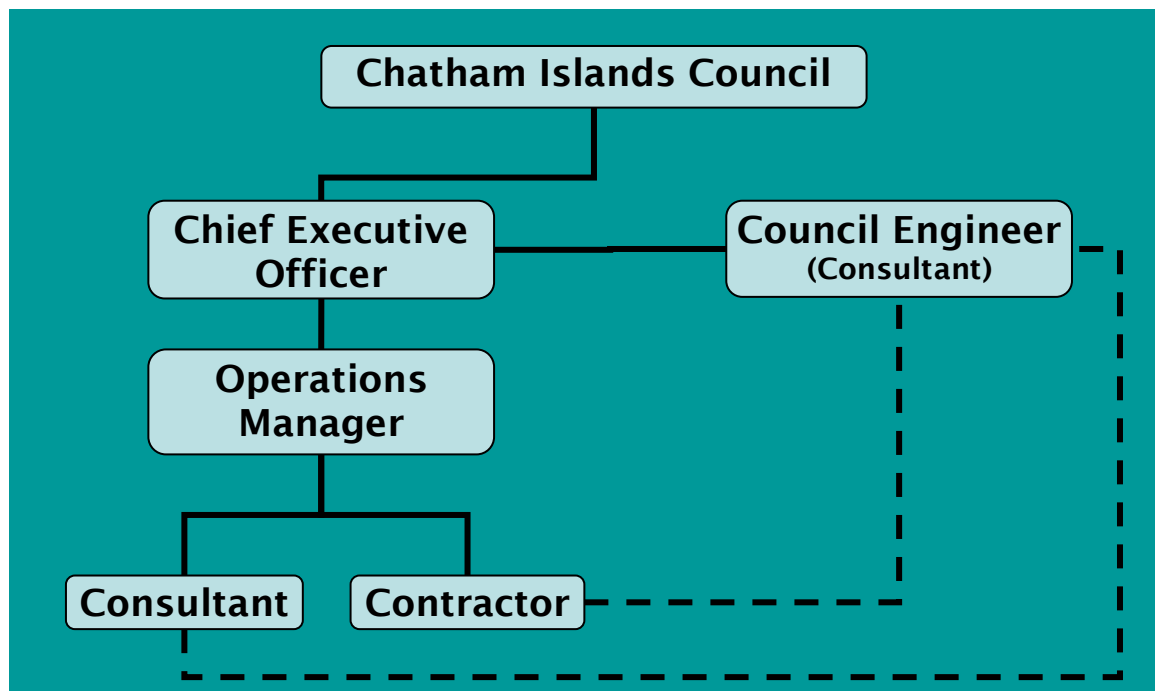 Chatham Islands Council
Chief Executive
Officer
Council Engineer
(Consultant)
Operations
Manager
Consultant
Contractor